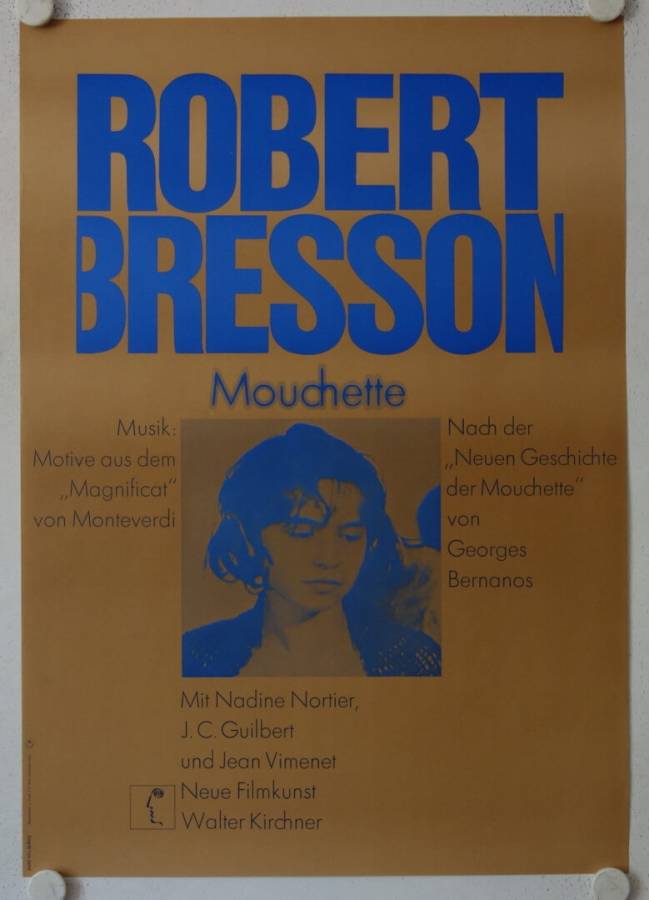 ROBERT
BRESSON
Mouchette
Musik:
Motive aus dem
„Magnificat“
von Monteverdi
Nach der
„Neuen Geschichte
der Mouchette“
von
Georges
Bernanos
Mit Nadine Nortier,
J. C. Guilbert
und Jean Vimenet
Neue Filmkunst
Walter Kirchner